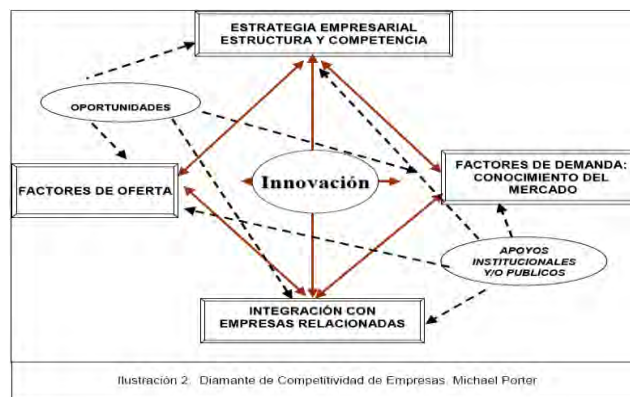 ESTRATEGIA EMPRESARIAL
ESTRUCTURA Y COMPETENCIA
OPORTUNIDADES
FACTORES DE OFERTA
Innovación
FACTORES DE DEMANDA:
CONOCIMIENTO DEL
MERCADO
APOYOS
INSTITUCIONALES
Y/O PUBLICOS
INTEGRACIÓN CON
EMPRESAS RELACIONADAS
Ilustración 2. Diamante de Competitividad de Empresas. Michael Porter